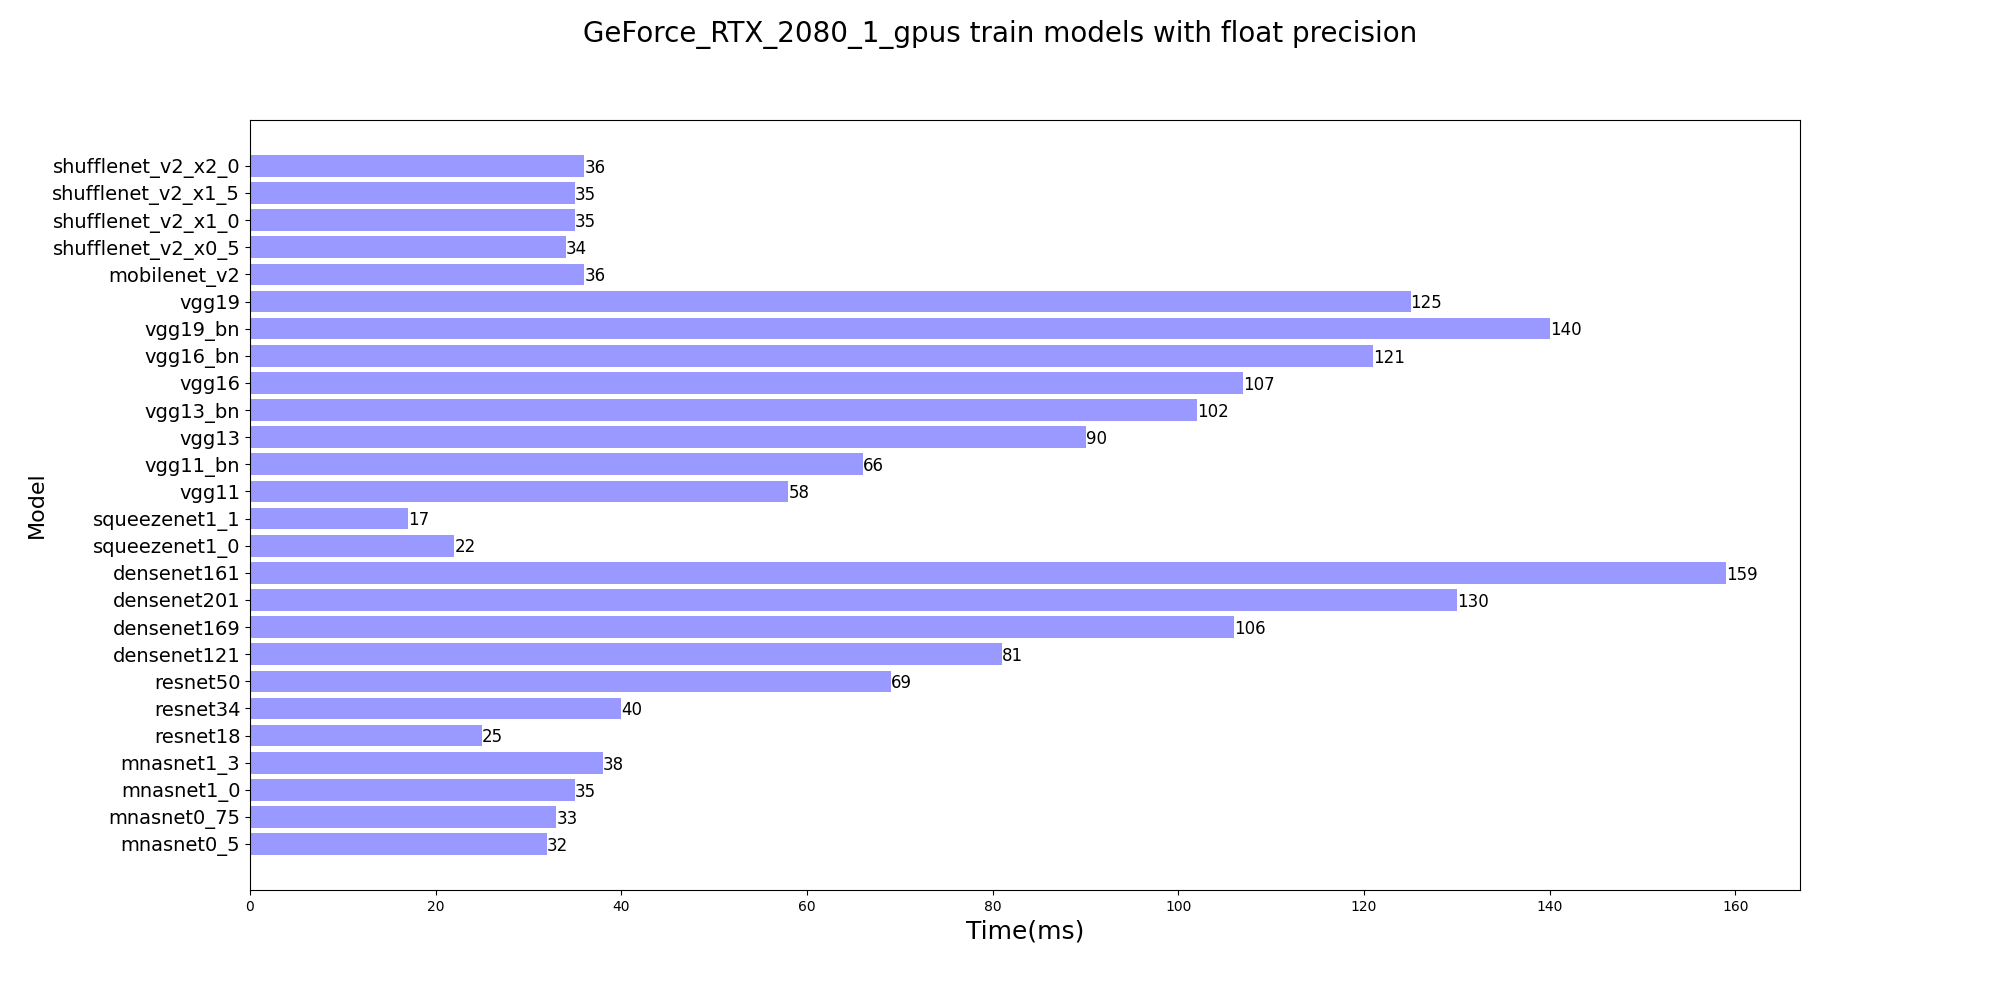 GeForce_RTX_2080_1_gpus train models with float precision
shufflenet_v2_x2_0 36
shufflenet_v2_x1_5 35
shufflenet_v2_x1_0 35
shufflenet_v2_x0_5 34
mobilenet_v2 36
vgg19 125
vgg19_bn 140
vgg16_bn 121
vgg16 107
vgg13_bn 102
vgg13 90
vgg11_bn 66
vgg11 58
squeezenet1_1 17
squeezenet1_0 22
densenet161 159
densenet201 130
densenet169 106
densenet121 81
resnet50 69
resnet34 40
resnet18 25
mnasnet1_3 38
mnasnet1_0 35
mnasnet0_75 33
mnasnet0_5 32
Model
0 20 40 60 80 100 120 140 160
Time(ms)